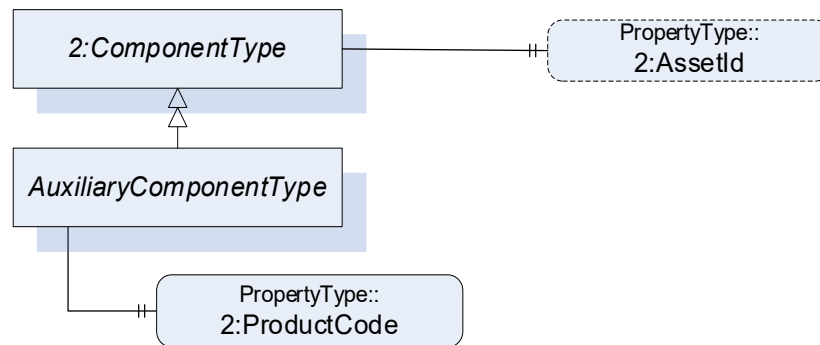 2:ComponentType
PropertyType::
2:AssetId
AuxiliaryComponentType
PropertyType::
2:ProductCode